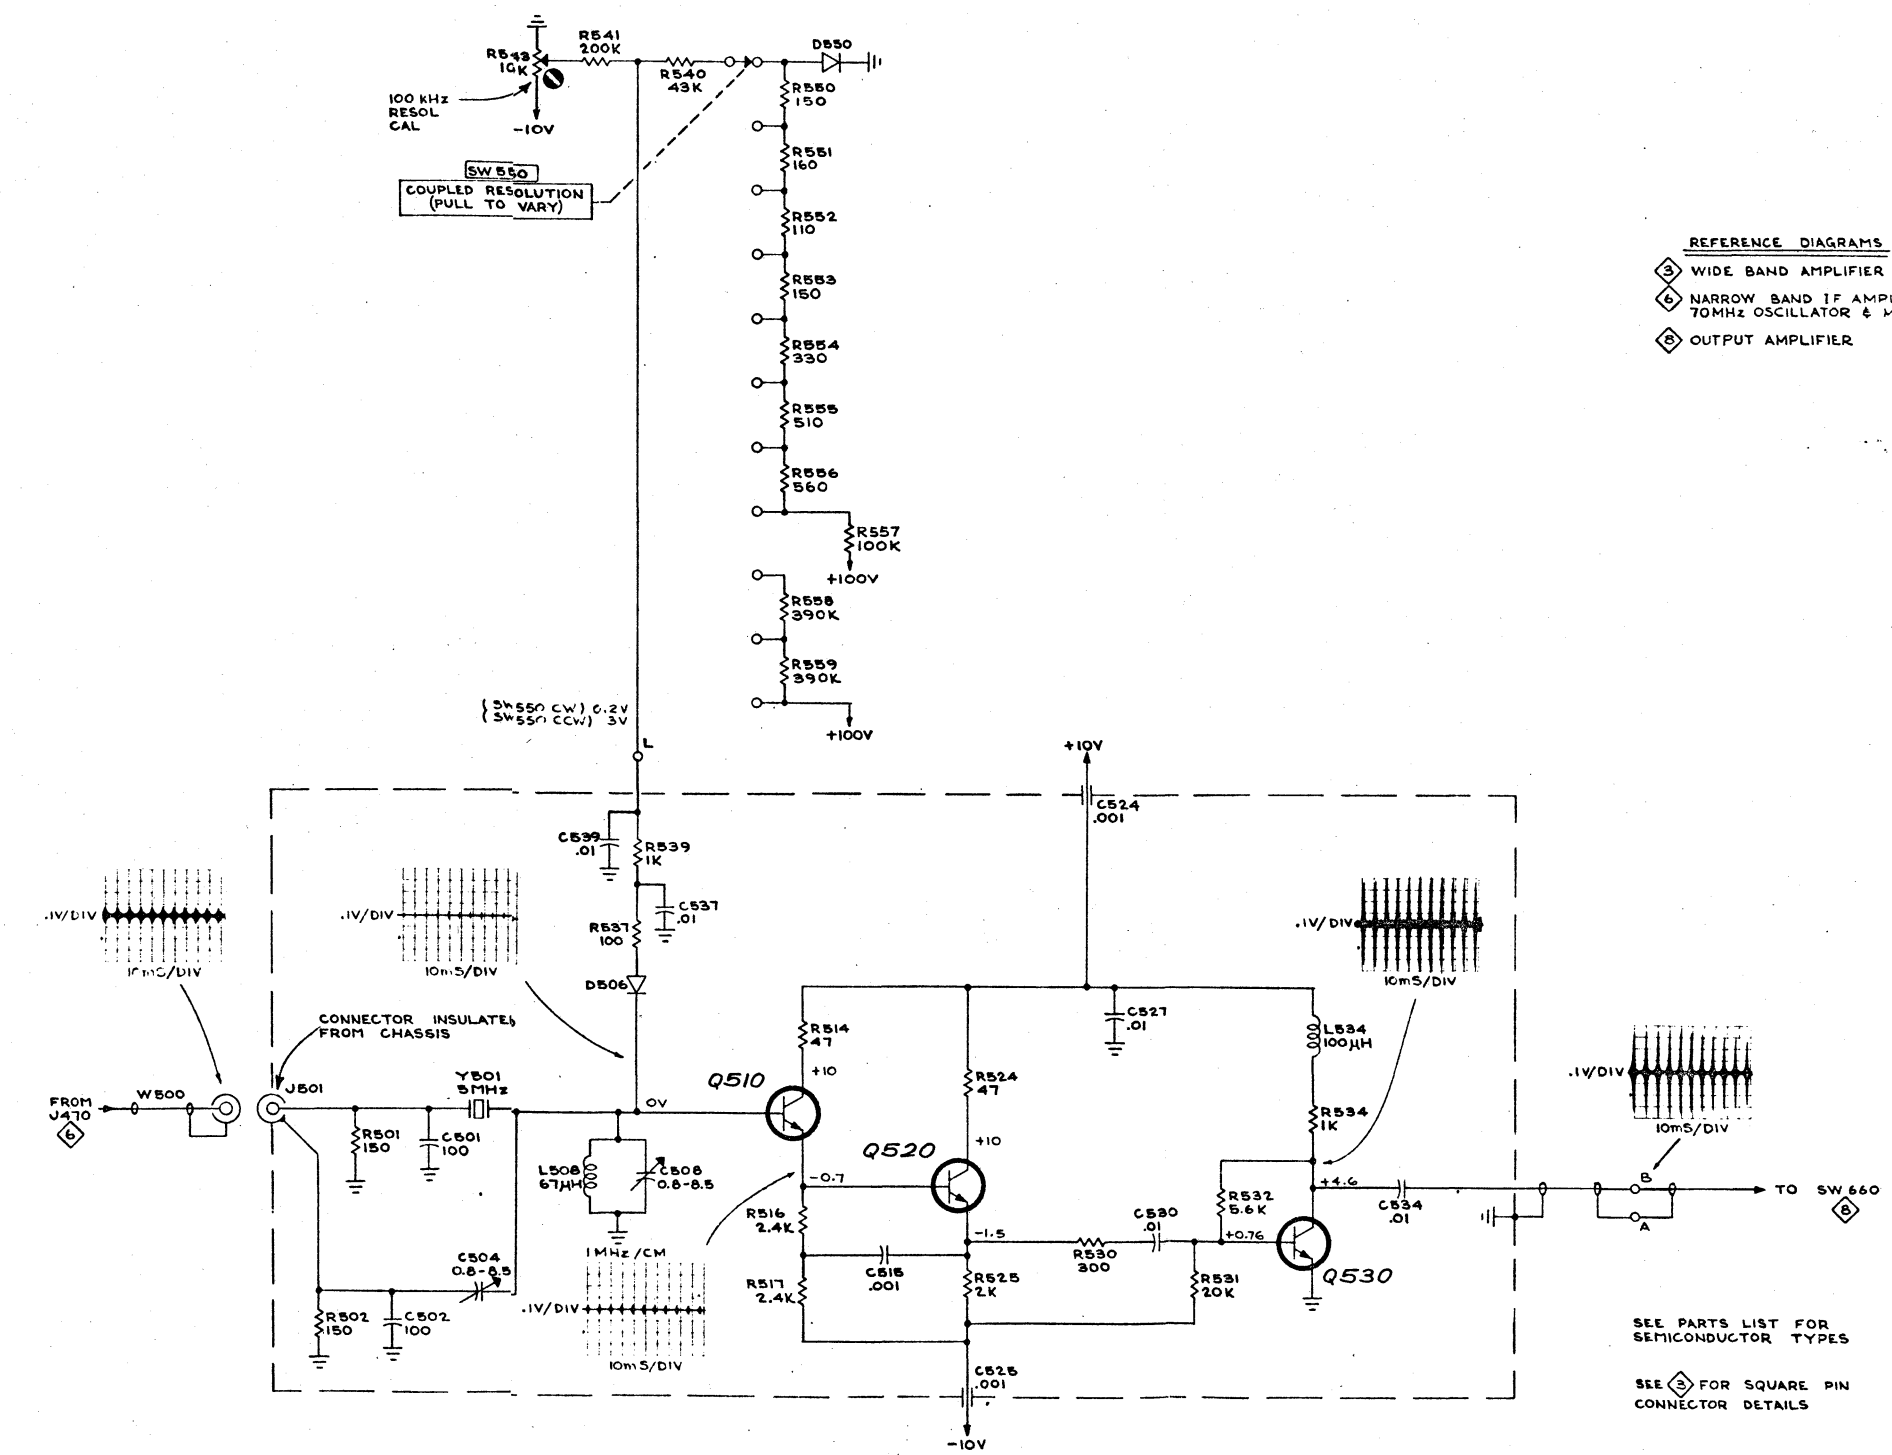 R541
200K
R543
10K
100 KHz
RESOL
CAL
-10V
R540
43K
D550
R550
150
R551
160
SW550
COUPLED RESOLUTION
(PULL TO VARY)
R552
110
R553
150
R554
330
R555
510
R556
560
R557
100K
+100V
R558
390K
R559
390K
+100V
REFERENCE DIAGRAMS
3 WIDE BAND AMPLIFIER
6 NARROW BAND IF AMPL
70MHz OSCILLATOR & M
8 OUTPUT AMPLIFIER
(SW550 CW) 0.2V
(SW550 CCW) 3V
L
+10V
C524
.001
C539
.01
R539
1K
C537
.01
R537
100
D506
.1V/DIV
10mS/DIV
.1V/DIV
10mS/DIV
.1V/DIV
10mS/DIV
CONNECTOR INSULATED
FROM CHASSIS
R514
47
+10
C527
.01
L534
100µH
R524
47
+10
R534
1K
.1V/DIV
10mS/DIV
FROM
J470
6
W500
J501
Y501
5MHz
0V
Q510
R501
150
C501
100
L508
67µH
C508
0.8-8.5
Q520
-0.7
R516
2.4K
-1.5
R530
300
C530
.01
R532
5.6K
+0.76
+4.6
C534
.01
B
A
TO SW660
8
C504
0.8-8.5
1MHz/CM
.1V/DIV
10mS/DIV
R517
2.4K
C515
.001
R525
2K
R531
20K
Q530
R502
150
C502
100
C525
.001
-10V
SEE PARTS LIST FOR
SEMICONDUCTOR TYPES
SEE 3 FOR SQUARE PIN
CONNECTOR DETAILS